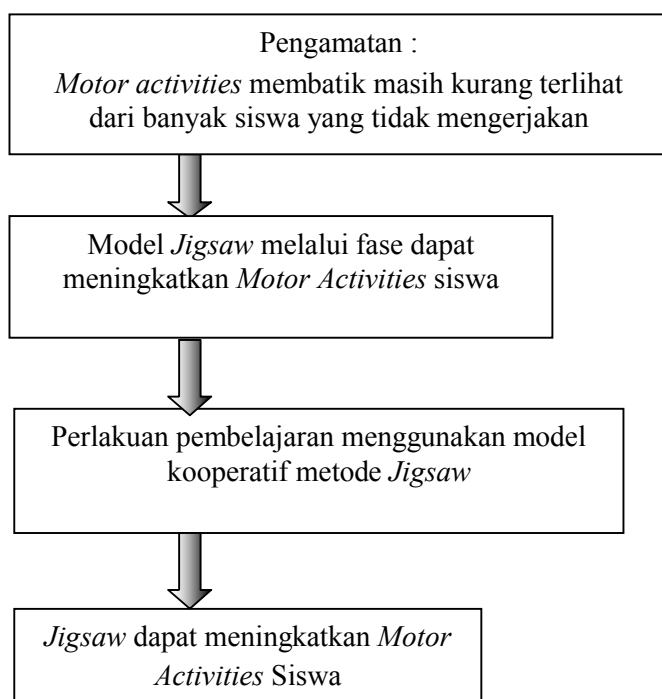 Pengamatan :
Motor activities membatik masih kurang terlihat
dari banyak siswa yang tidak mengerjakan
Model Jigsaw melalui fase dapat
meningkatkan Motor Activities siswa
Perlakuan pembelajaran menggunakan model
kooperatif metode Jigsaw
Jigsaw dapat meningkatkan Motor
Activities Siswa